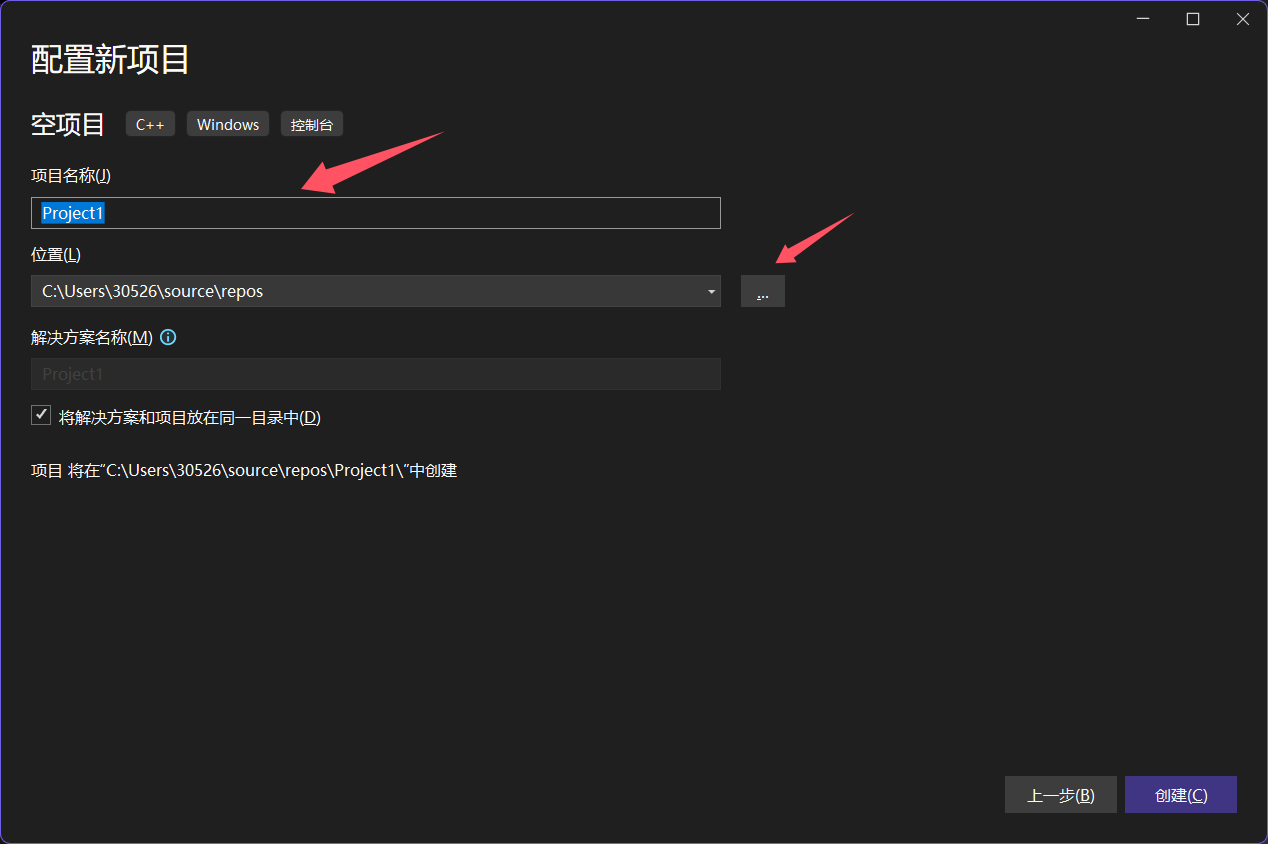 配置新项目
空项目 C++ Windows 控制台
项目名称(J)
Project1
位置(L)
C:\Users\30526\source\repos ...
解决方案名称(M)
Project1
将解决方案和项目放在同一目录中(D)
项目 将在“C:\Users\30526\source\repos\Project1\”中创建
上一步(B) 创建(C)